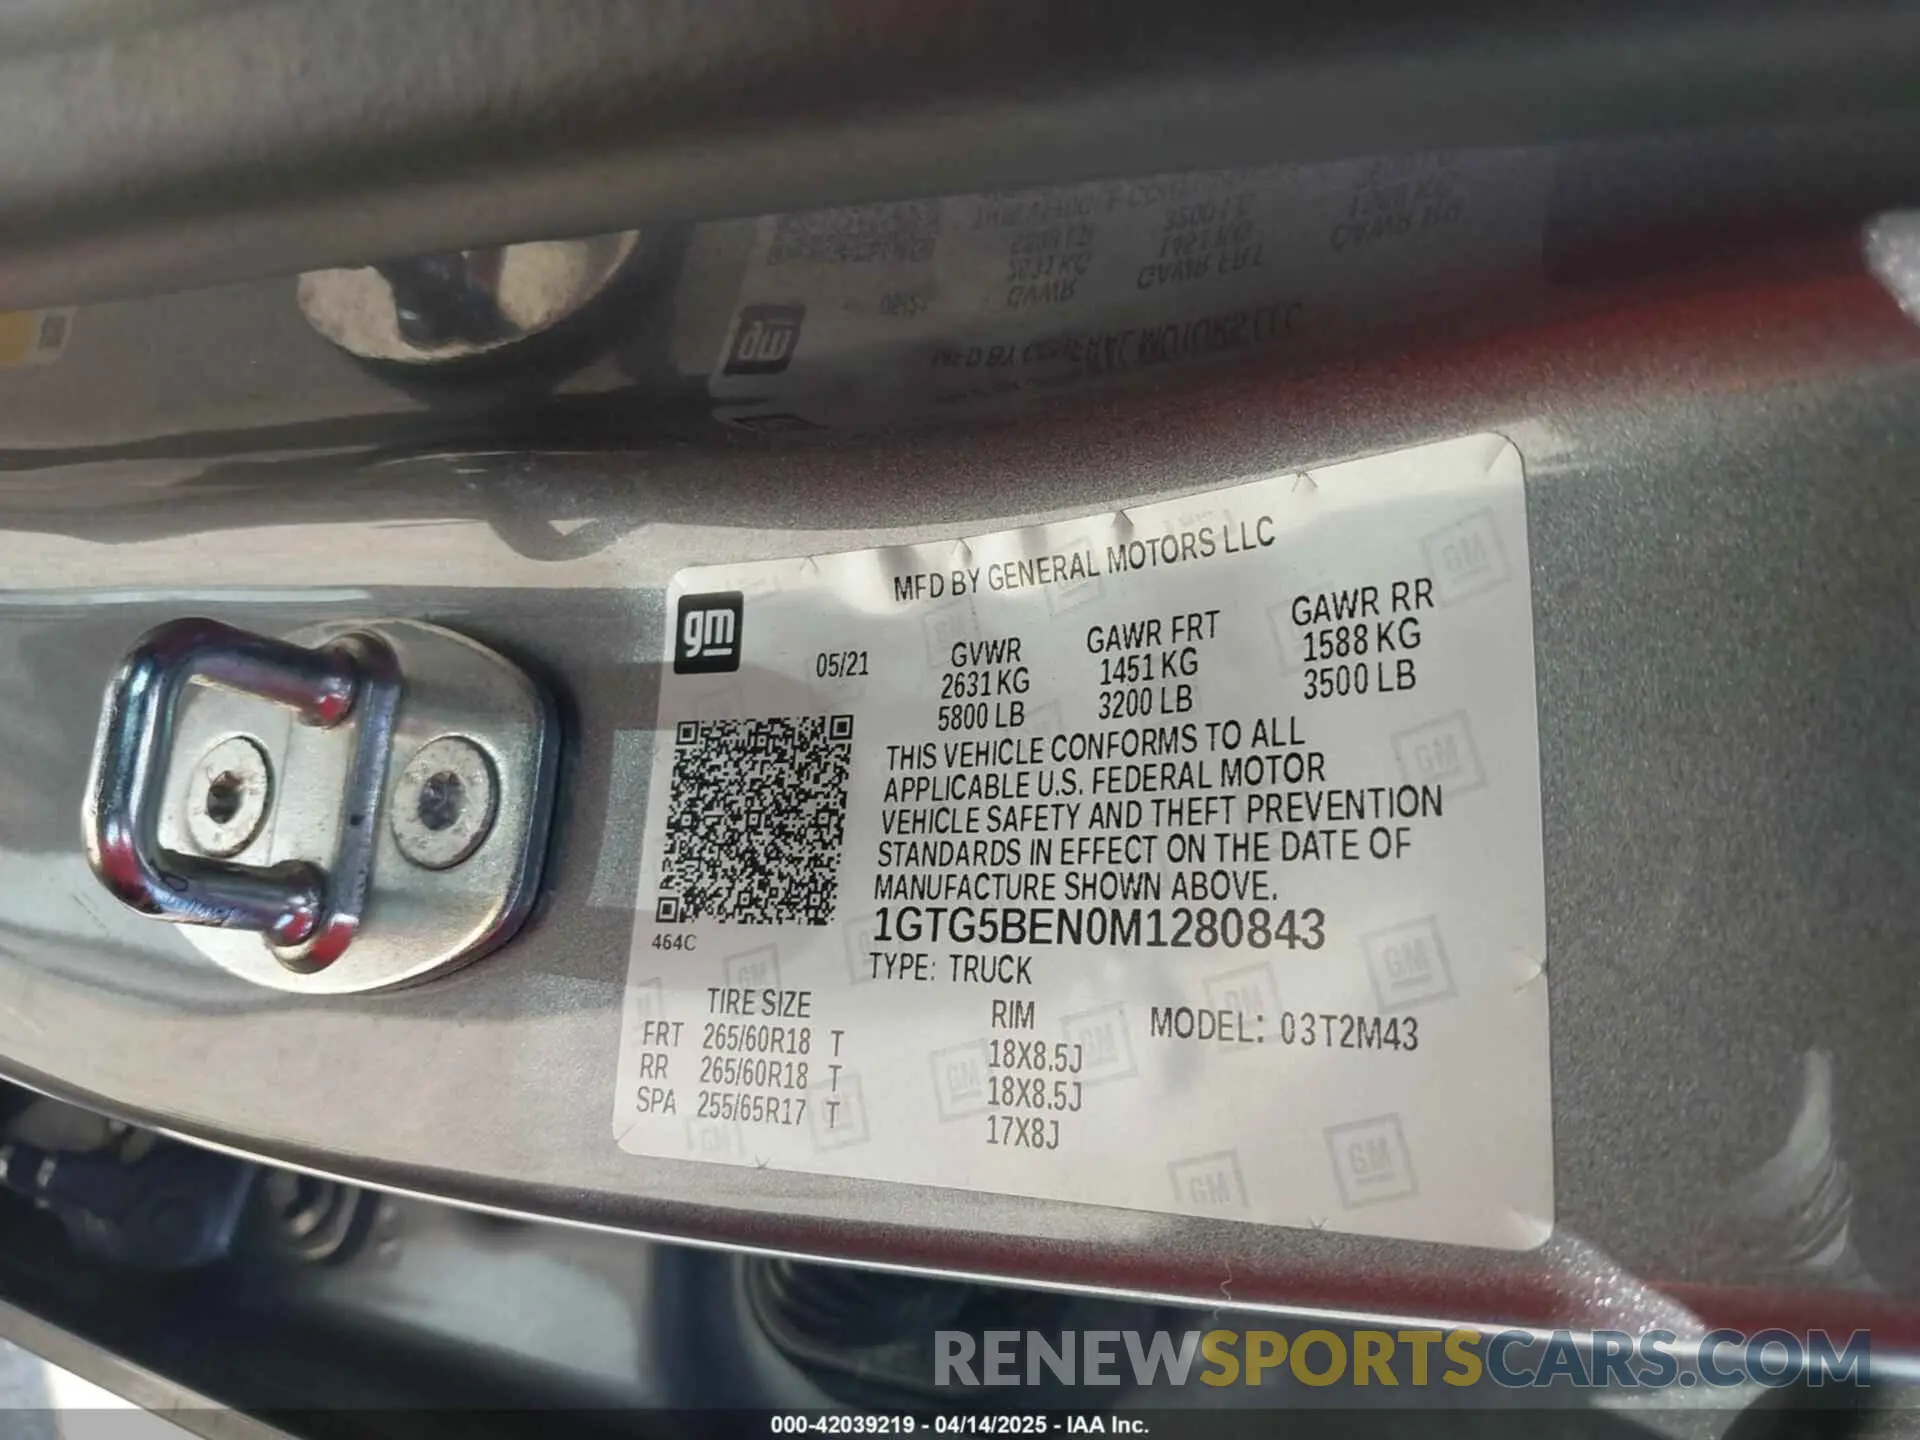 MFD BY GENERAL MOTORS LLC
gm
05/21
GVWR GAWR FRT GAWR RR
2631 KG 1451 KG 1588 KG
5800 LB 3200 LB 3500 LB
THIS VEHICLE CONFORMS TO ALL
APPLICABLE U.S. FEDERAL MOTOR
VEHICLE SAFETY AND THEFT PREVENTION
STANDARDS IN EFFECT ON THE DATE OF
MANUFACTURE SHOWN ABOVE.
464C
1GTG5BEN0M1280843
TYPE: TRUCK
TIRE SIZE RIM MODEL: 03T2M43
FRT 265/60R18 T 18X8.5J
RR 265/60R18 T 18X8.5J
SPA 255/65R17 T 17X8J
RENEWSPORTSCARS.COM
000-42039219 - 04/14/2025 - IAA Inc.